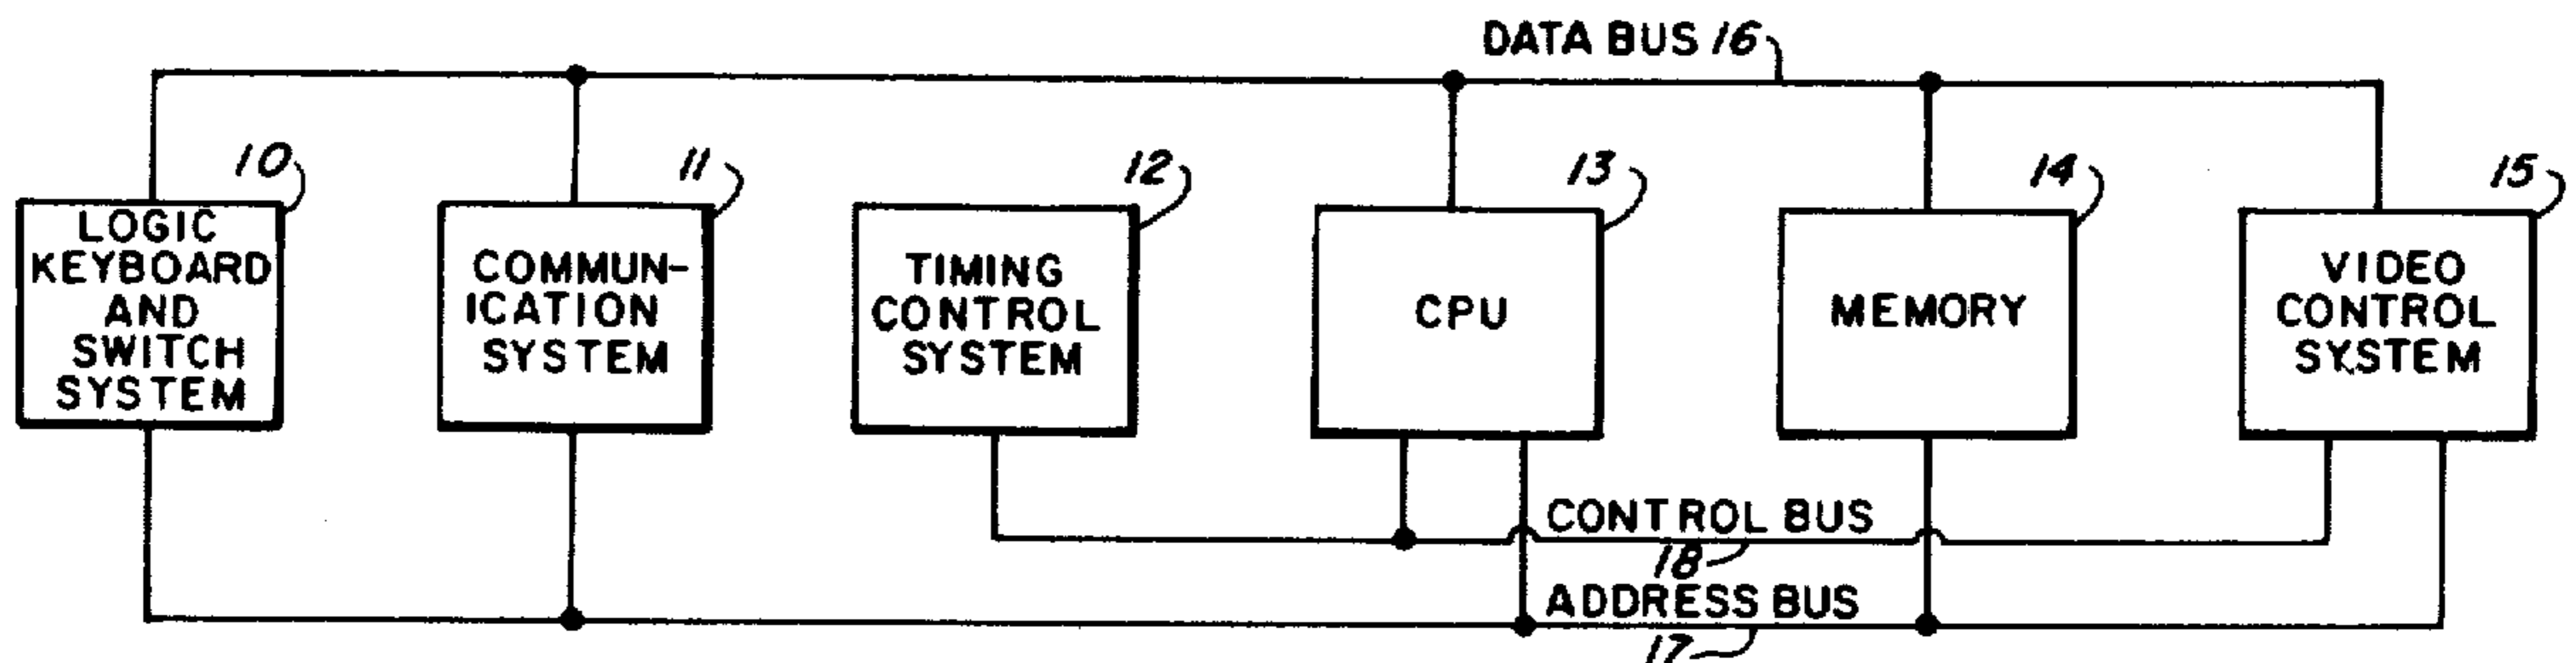 DATA BUS 16
10
11
12
13
14
15
LOGIC
KEYBOARD
AND
SWITCH
SYSTEM
COMMUN-
ICATION
SYSTEM
TIMING
CONTROL
SYSTEM
CPU
MEMORY
VIDEO
CONTROL
SYSTEM
CONTROL BUS
18
ADDRESS BUS
17